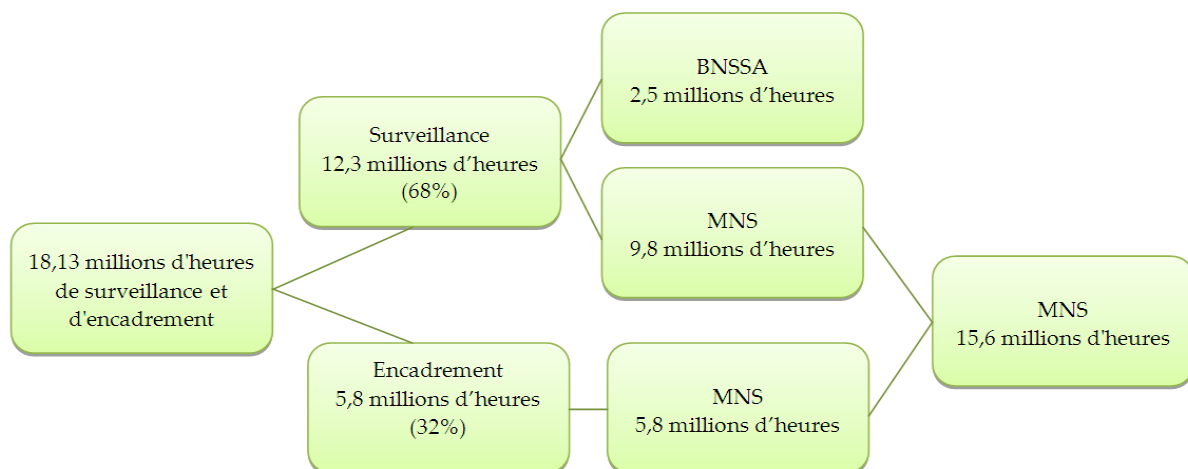 18,13 millions d'heures
de surveillance et
d'encadrement
Surveillance
12,3 millions d’heures
(68%)
Encadrement
5,8 millions d’heures
(32%)
BNSSA
2,5 millions d’heures
MNS
9,8 millions d’heures
MNS
5,8 millions d’heures
MNS
15,6 millions d'heures